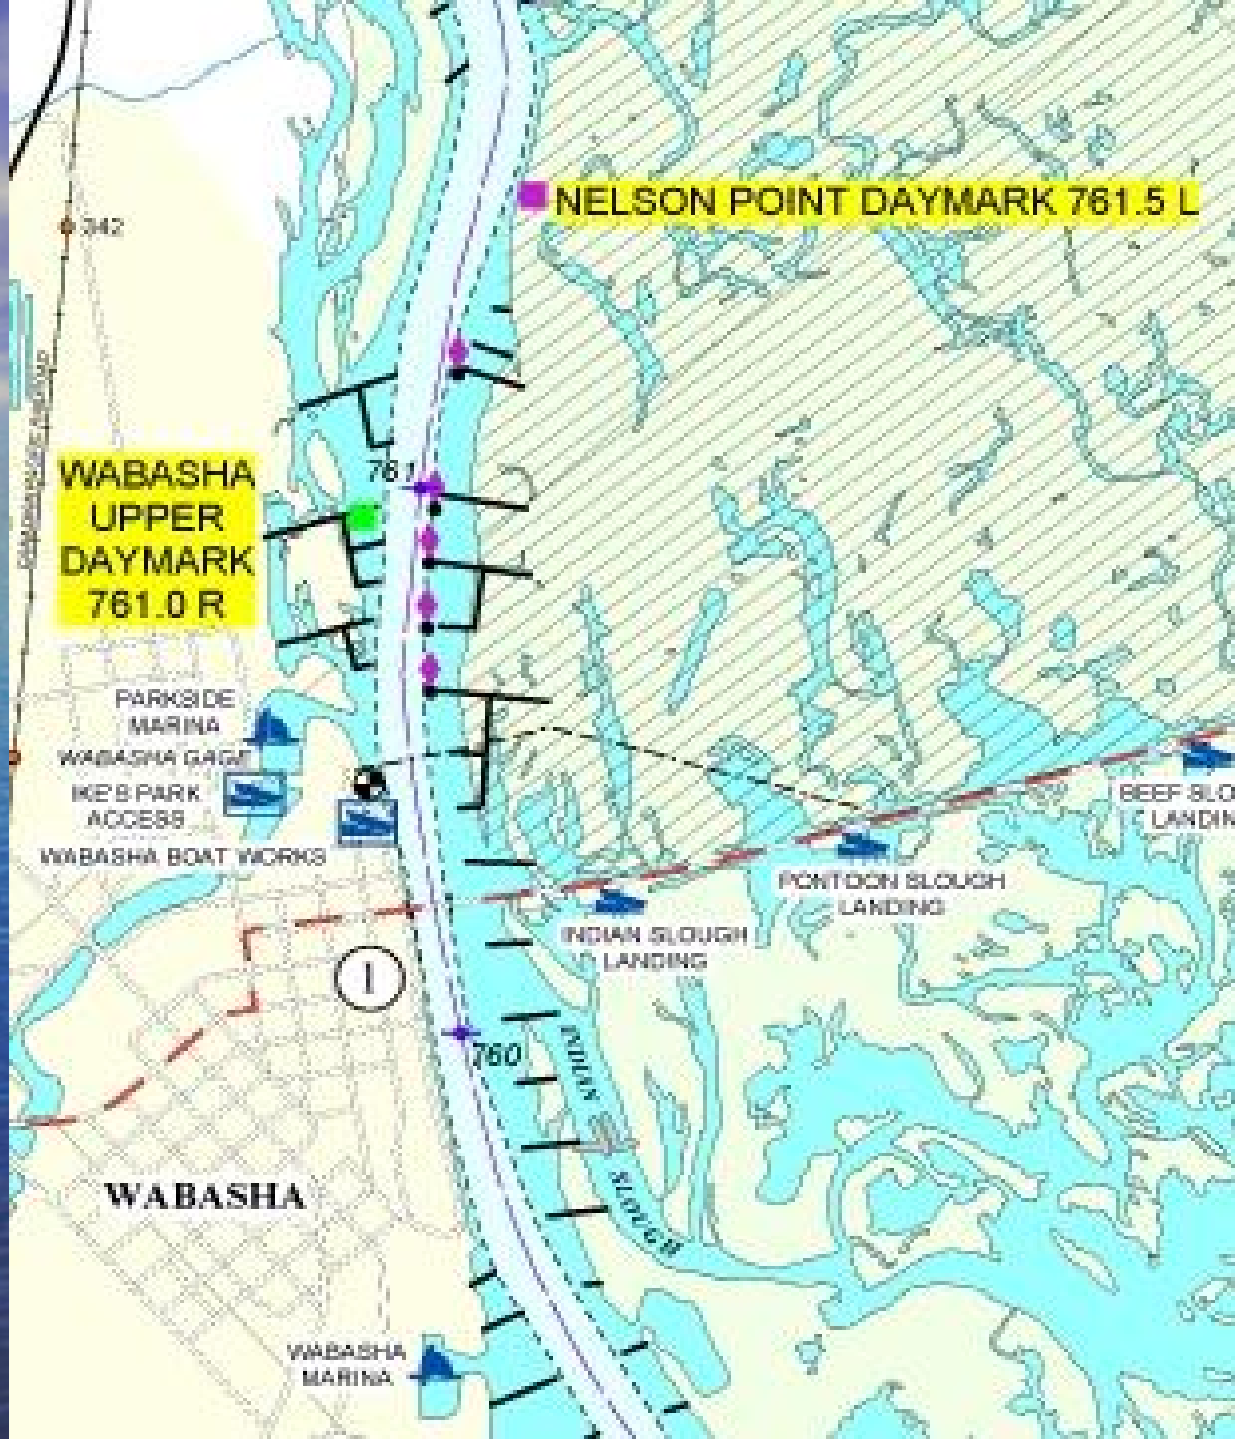 NELSON POINT DAYMARK 761.5 L
342
761
WABASHA
UPPER
DAYMARK
761.0 R
PARKSIDE
MARINA
WABASHA GAGE
IKE'S PARK
ACCESS
WABASHA BOAT WORKS
BEEF SLO
LANDIN
PONTOON SLOUGH
LANDING
INDIAN SLOUGH
LANDING
1
760
INDIAN SLOUGH
WABASHA
WABASHA
MARINA